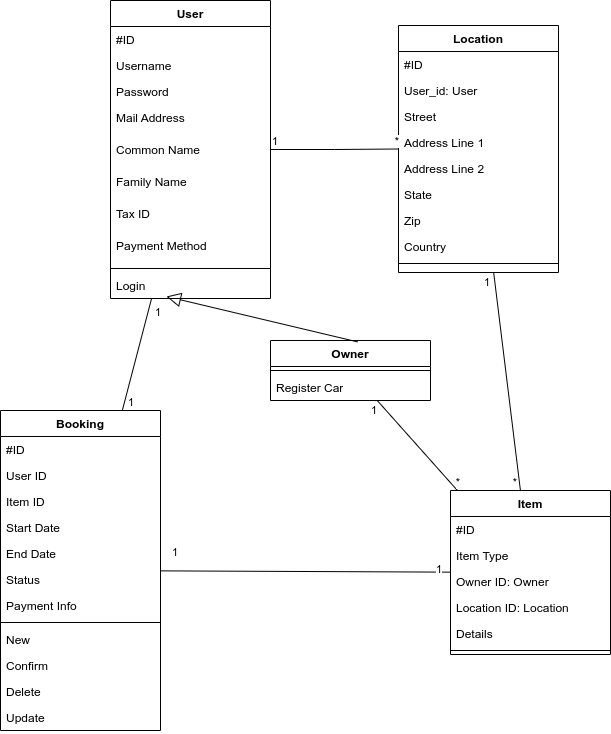 User
#ID
Username
Password
Mail Address
Common Name
Family Name
Tax ID
Payment Method
Login
Location
#ID
User_id: User
Street
Address Line 1
Address Line 2
State
Zip
Country
1
*
1
1
1
Owner
Register Car
1
*
*
1
Booking
#ID
User ID
Item ID
Start Date
End Date
Status
Payment Info
New
Confirm
Delete
Update
1
1
Item
#ID
Item Type
Owner ID: Owner
Location ID: Location
Details